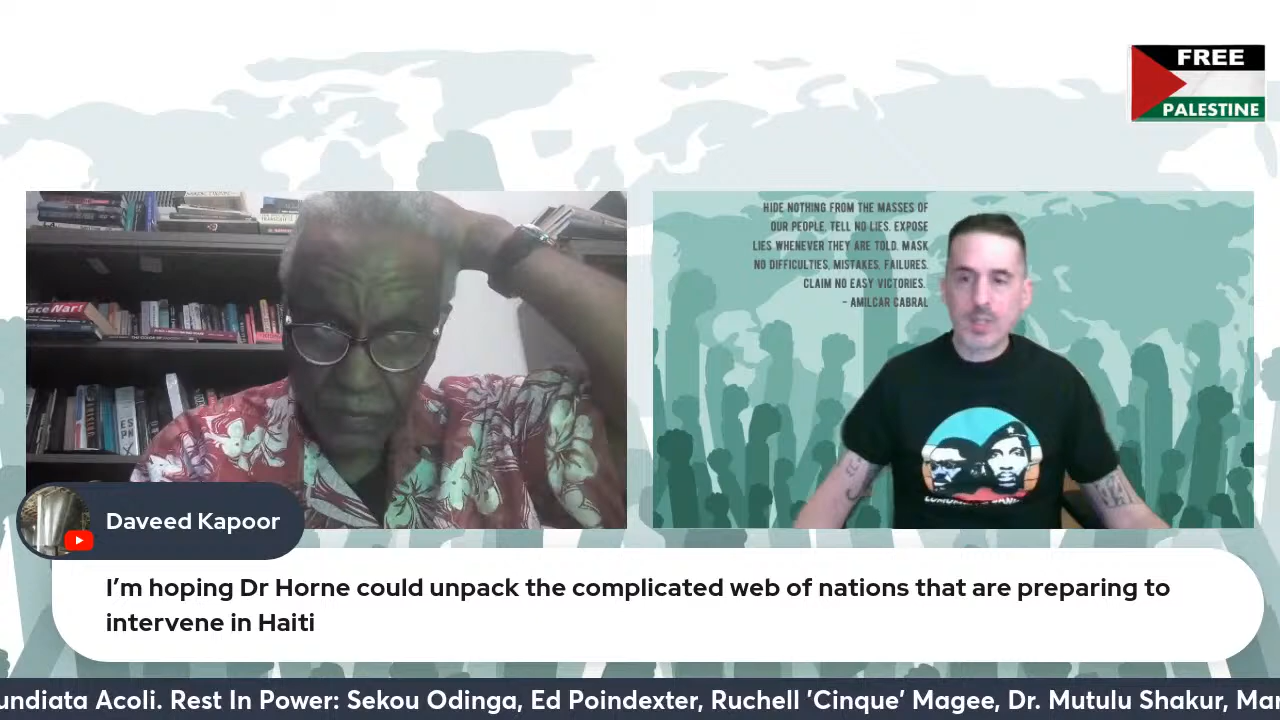 FREE
PALESTINE
HIDE NOTHING FROM THE MASSES OF
OUR PEOPLE. TELL NO LIES. EXPOSE
LIES WHENEVER THEY ARE TOLD. MASK
NO DIFFICULTIES, MISTAKES, FAILURES.
CLAIM NO EASY VICTORIES.
- AMILCAR CABRAL
Daveed Kapoor
I'm hoping Dr Horne could unpack the complicated web of nations that are preparing to
intervene in Haiti
undiata Acoli. Rest In Power: Sekou Odinga, Ed Poindexter, Ruchell 'Cinque' Magee, Dr. Mutulu Shakur, Mar